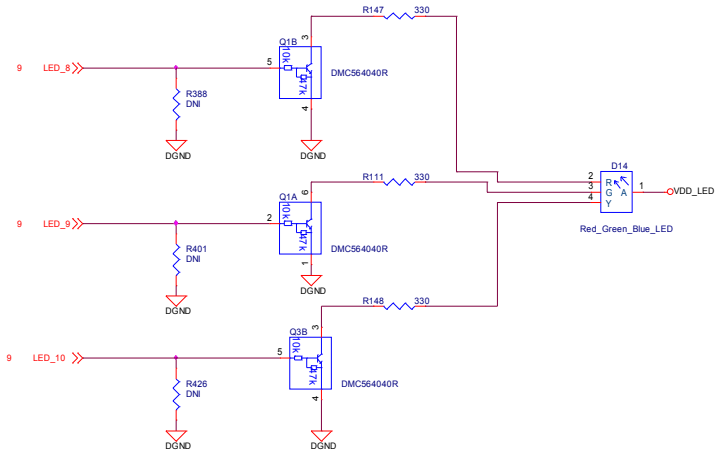 R147 330
Q1B
3
10k
47k
9 LED_8
5
DMC564040R
R388
DNI
4
DGND
DGND
D14
R111 330
2 R
3 G A 1 VDD_LED
4 Y
6
Q1A
10k
47k
9 LED_9
2
Red_Green_Blue_LED
DMC564040R
R401
DNI
1
DGND
DGND
R148 330
3
Q3B
10k
47k
9 LED_10
5
DMC564040R
R426
DNI
4
DGND
DGND